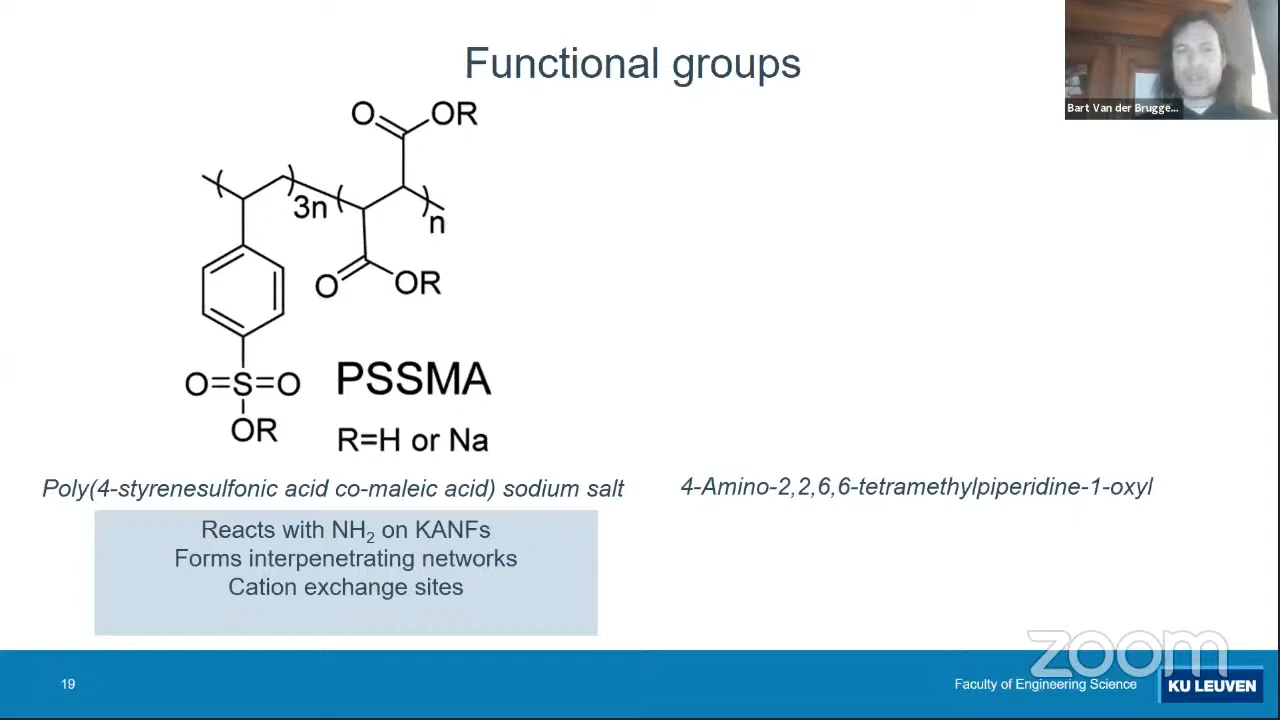 Functional groups
Bart Van der Brugge...
O
OR
3n
n
O
OR
O=S=O
OR
PSSMA
R=H or Na
Poly(4-styrenesulfonic acid co-maleic acid) sodium salt
4-Amino-2,2,6,6-tetramethylpiperidine-1-oxyl
Reacts with NH2 on KANFs
Forms interpenetrating networks
Cation exchange sites
zoom
19
Faculty of Engineering Science
KU LEUVEN